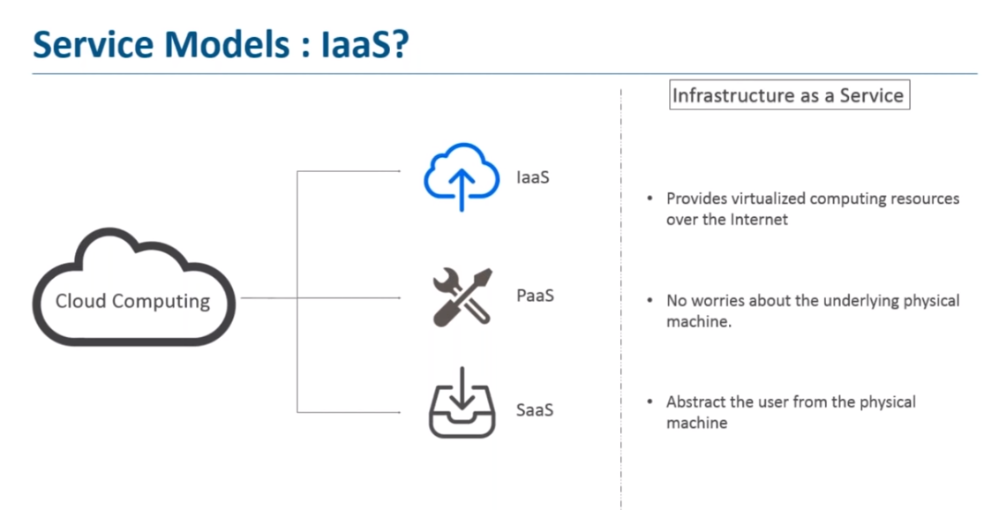 Service Models : IaaS?
Infrastructure as a Service
Cloud Computing
IaaS
PaaS
SaaS
• Provides virtualized computing resources
over the Internet
• No worries about the underlying physical
machine.
• Abstract the user from the physical
machine